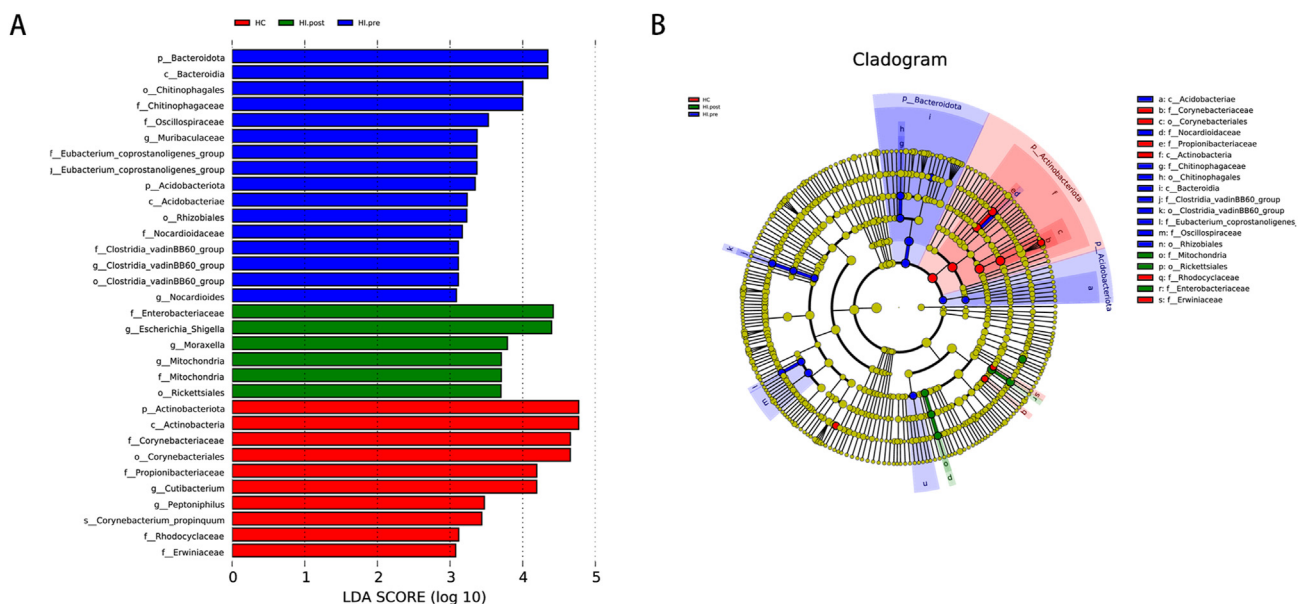 A
HC
HI.post
HI.pre
p__Bacteroidota
c__Bacteroidia
o__Chitinophagales
f__Chitinophagaceae
f__Oscillospiraceae
g__Muribaculaceae
f__Eubacterium_coprostanoligenes_group
g__Eubacterium_coprostanoligenes_group
p__Acidobacteriota
c__Acidobacteriae
o__Rhizobiales
f__Nocardioidaceae
f__Clostridia_vadinBB60_group
g__Clostridia_vadinBB60_group
o__Clostridia_vadinBB60_group
g__Nocardioides
f__Enterobacteriaceae
g__Escherichia_Shigella
g__Moraxella
g__Mitochondria
f__Mitochondria
o__Rickettsiales
p__Actinobacteriota
c__Actinobacteria
f__Corynebacteriaceae
o__Corynebacteriales
f__Propionibacteriaceae
g__Cutibacterium
g__Peptoniphilus
s__Corynebacterium_propinquum
f__Rhodocyclaceae
f__Erwiniaceae
0 1 2 3 4 5
LDA SCORE (log 10)
B
Cladogram
HC
HI.post
HI.pre
p__Bacteroidota
i
h
g
p__Actinobacteriota
f
e
d
c
b
p__Acidobacteriota
a
k
j
m
l
n
o
p
q
s
r
a: c__Acidobacteriae
b: f__Corynebacteriaceae
c: o__Corynebacteriales
d: f__Nocardioidaceae
e: f__Propionibacteriaceae
f: c__Actinobacteria
g: f__Chitinophagaceae
h: o__Chitinophagales
i: c__Bacteroidia
j: f__Clostridia_vadinBB60_group
k: o__Clostridia_vadinBB60_group
l: f__Eubacterium_coprostanoligenes_
m: f__Oscillospiraceae
n: o__Rhizobiales
o: f__Mitochondria
p: o__Rickettsiales
q: f__Rhodocyclaceae
r: f__Enterobacteriaceae
s: f__Erwiniaceae